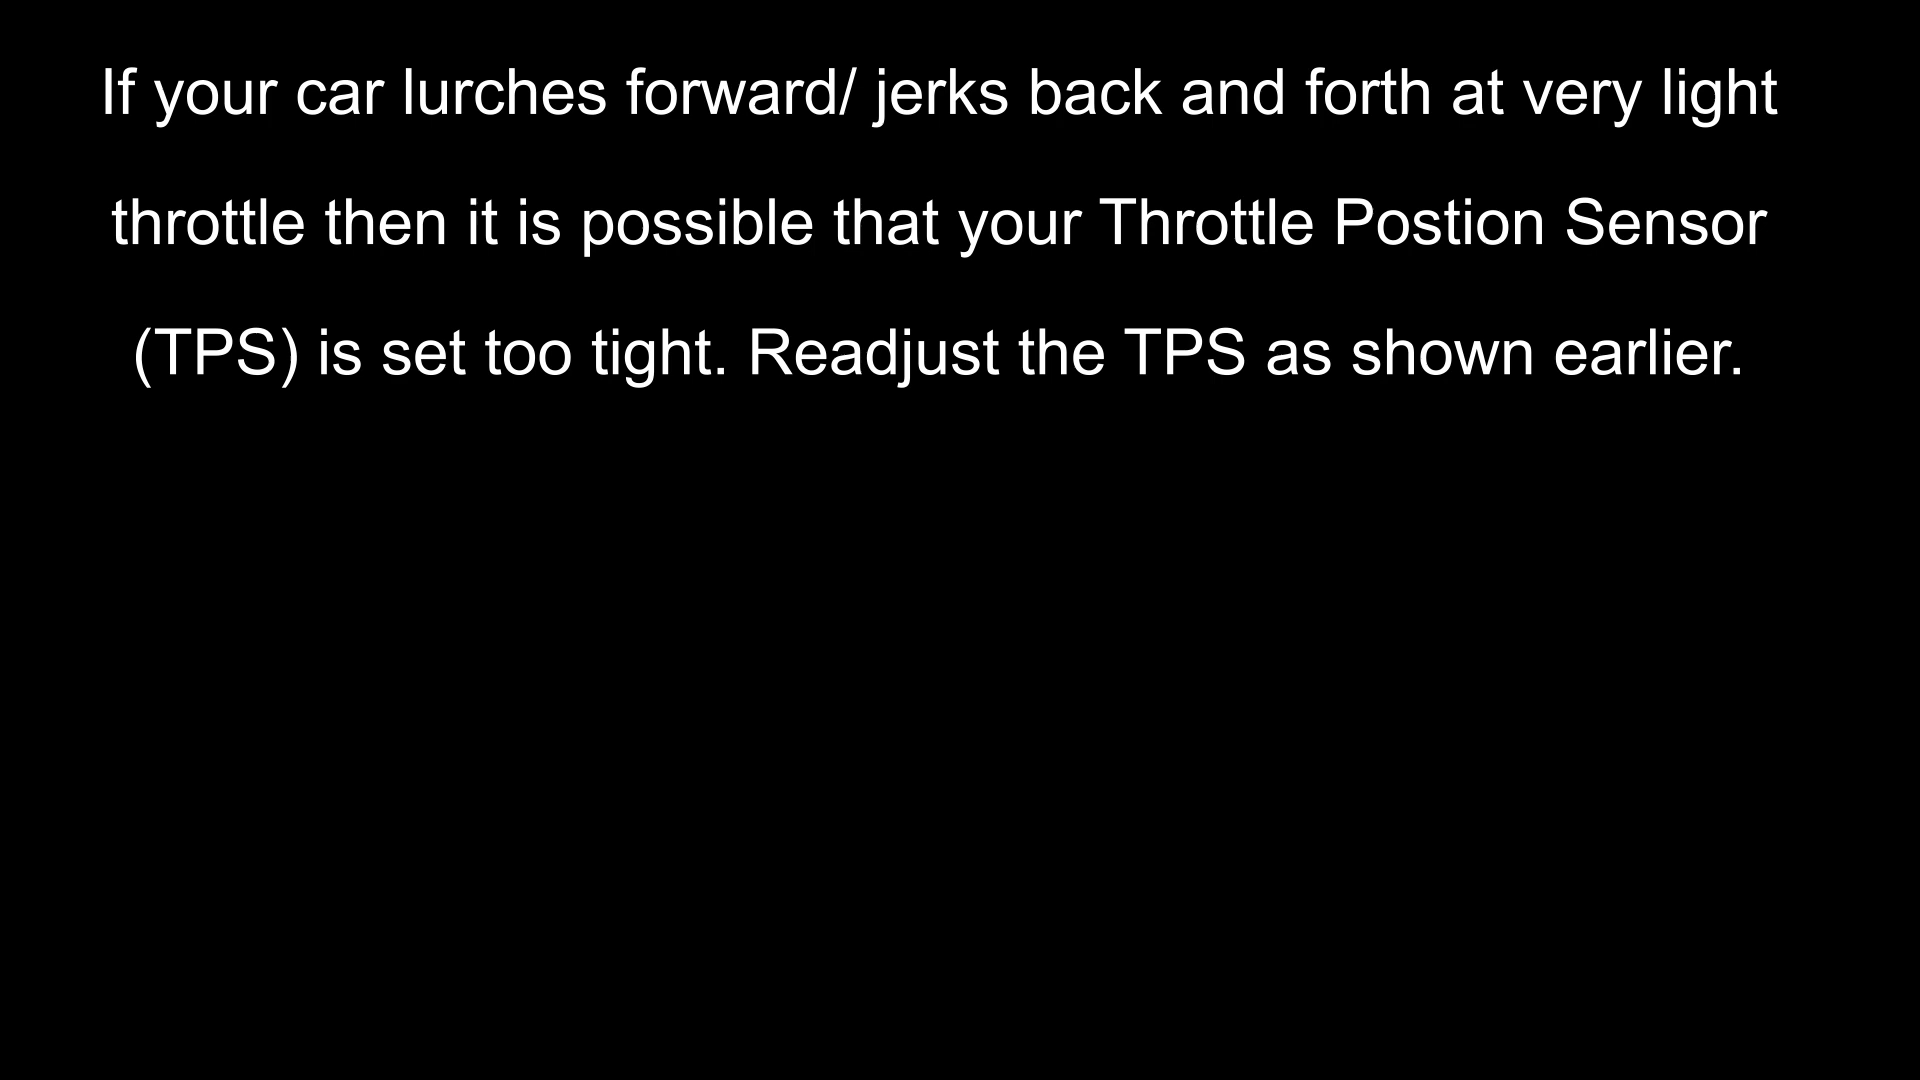 If your car lurches forward/ jerks back and forth at very light
throttle then it is possible that your Throttle Postion Sensor
(TPS) is set too tight. Readjust the TPS as shown earlier.